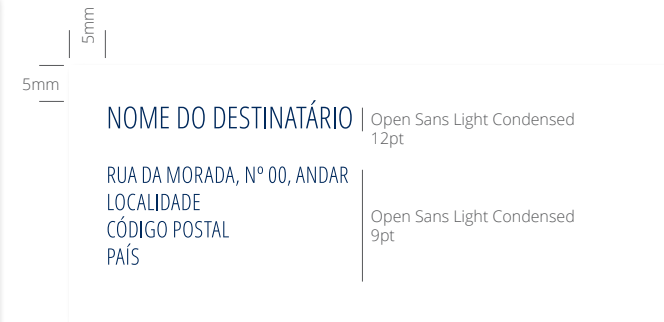 5mm
5mm
NOME DO DESTINATÁRIO
Open Sans Light Condensed
12pt
RUA DA MORADA, Nº 00, ANDAR
LOCALIDADE
CÓDIGO POSTAL
PAÍS
Open Sans Light Condensed
9pt